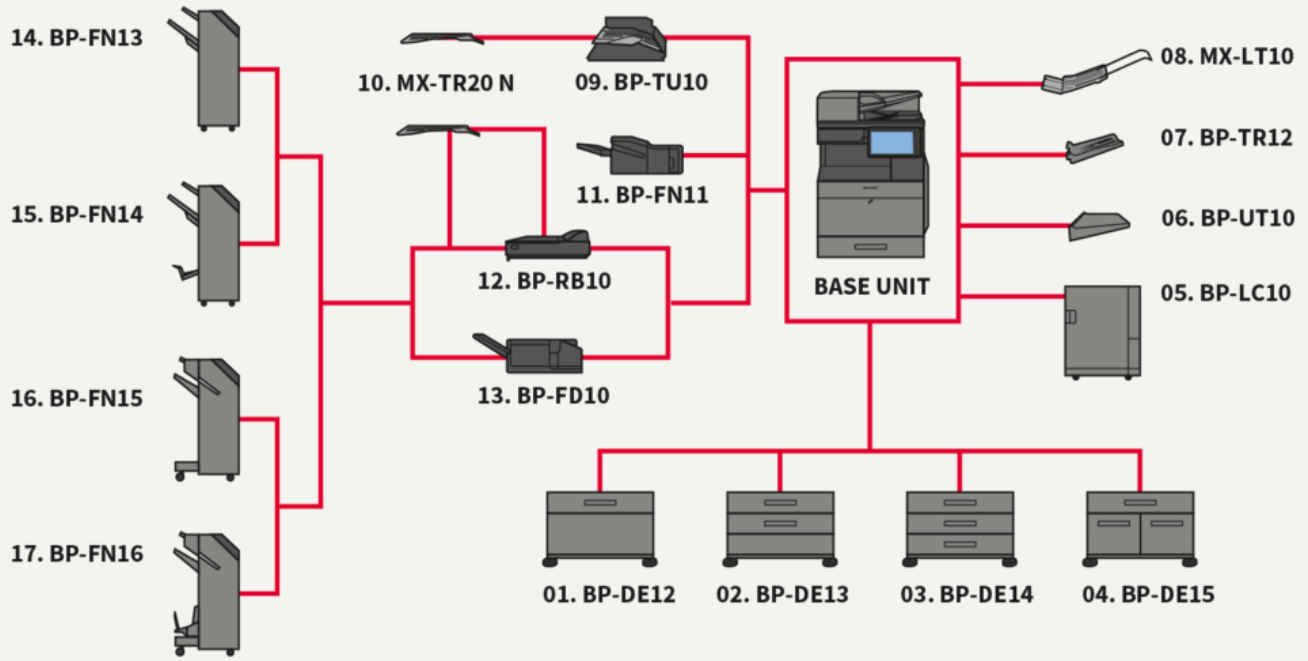 14. BP-FN13
10. MX-TR20 N
09. BP-TU10
08. MX-LT10
07. BP-TR12
15. BP-FN14
11. BP-FN11
06. BP-UT10
12. BP-RB10
BASE UNIT
05. BP-LC10
16. BP-FN15
13. BP-FD10
17. BP-FN16
01. BP-DE12
02. BP-DE13
03. BP-DE14
04. BP-DE15